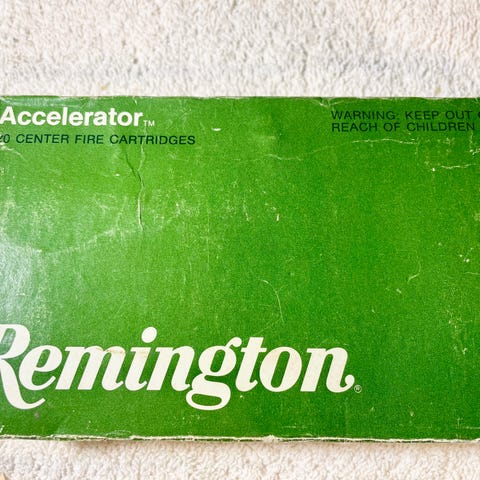 Accelerator™
20 CENTER FIRE CARTRIDGES
WARNING: KEEP OUT
REACH OF CHILDREN
Remington®